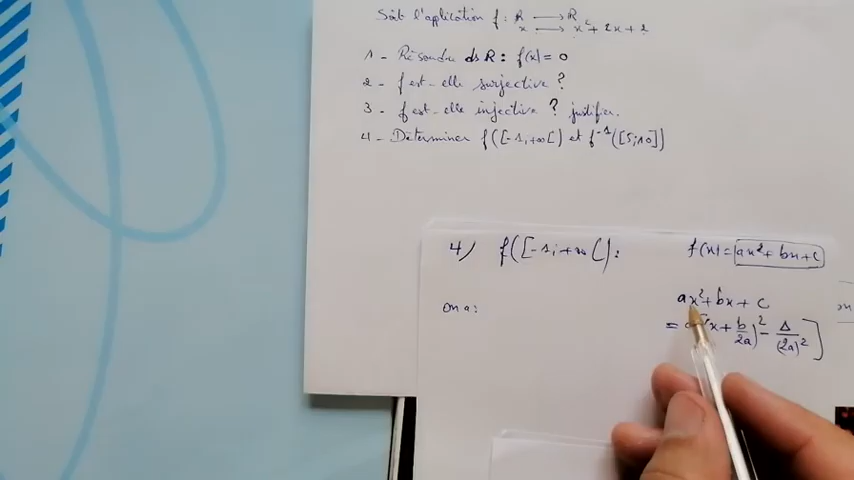 Soit l'application f : R ⟶ R
x ⟶ x² + 2x + 2
1 - Résoudre ds R : f(x) = 0
2 - f est-elle surjective ?
3 - f est-elle injective ? justifier.
4 - Déterminer f([-1; +∞[) et f⁻¹([5; 10])
4) f([-1; +∞[) :
f(x) = ax² + bx + c
on a :
ax² + bx + c
= x + b/2a)² - Δ/(2a)² ]